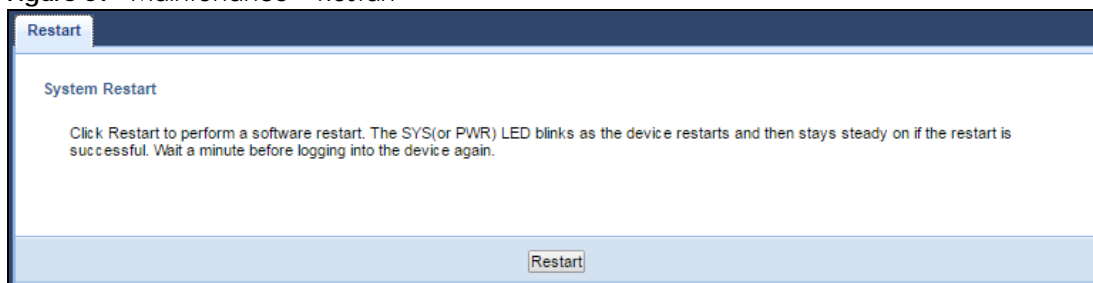 Restart
System Restart
Click Restart to perform a software restart. The SYS(or PWR) LED blinks as the device restarts and then stays steady on if the restart is
successful. Wait a minute before logging into the device again.
Restart